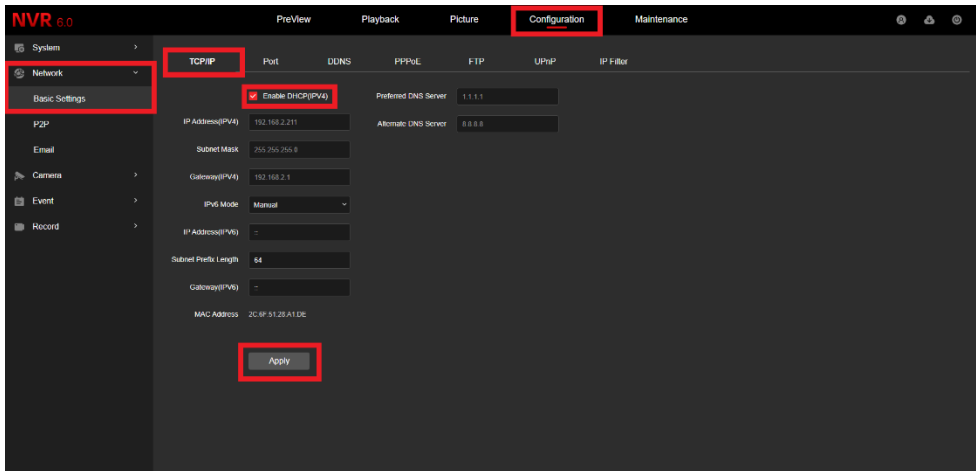 NVR 6.0 PreView Playback Picture Configuration Maintenance
System
Network
Basic Settings
P2P
Email
Camera
Event
Record
TCP/IP Port DDNS PPPoE FTP UPnP IP Filter
Enable DHCP(IPV4)
IP Address(IPV4) 192.168.2.211
Subnet Mask 255.255.255.0
Gateway(IPV4) 192.168.2.1
IPv6 Mode Manual
IP Address(IPV6) ::
Subnet Prefix Length 64
Gateway(IPV6) ::
MAC Address 2C:6F:51:28:A1:DE
Apply
Preferred DNS Server 1.1.1.1
Alternate DNS Server 8.8.8.8